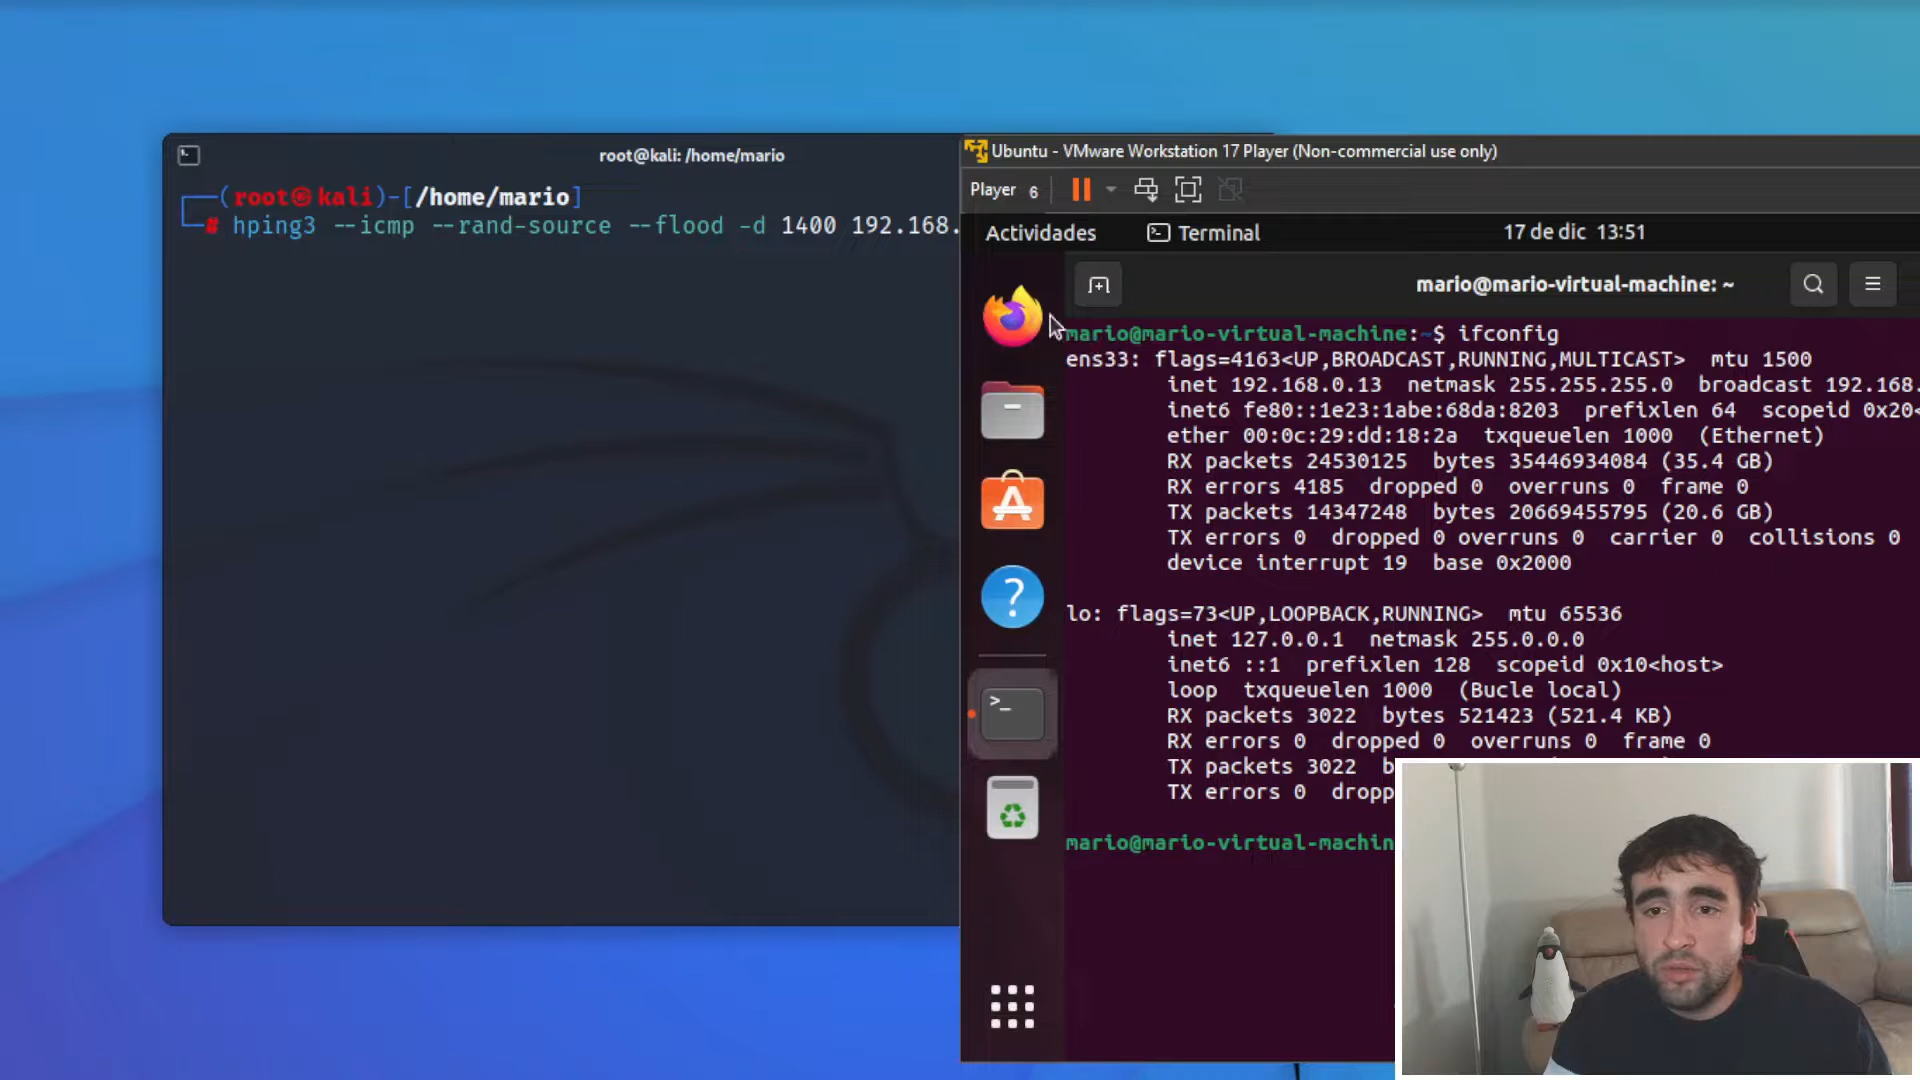 root@kali: /home/mario
(root㉿kali)-[/home/mario]
# hping3 --icmp --rand-source --flood -d 1400 192.168.
Ubuntu - VMware Workstation 17 Player (Non-commercial use only)
Player 6
Actividades Terminal 17 de dic 13:51
mario@mario-virtual-machine: ~
mario@mario-virtual-machine:~$ ifconfig
ens33: flags=4163<UP,BROADCAST,RUNNING,MULTICAST> mtu 1500
inet 192.168.0.13 netmask 255.255.255.0 broadcast 192.168.
inet6 fe80::1e23:1abe:68da:8203 prefixlen 64 scopeid 0x20<
ether 00:0c:29:dd:18:2a txqueuelen 1000 (Ethernet)
RX packets 24530125 bytes 35446934084 (35.4 GB)
RX errors 4185 dropped 0 overruns 0 frame 0
TX packets 14347248 bytes 20669455795 (20.6 GB)
TX errors 0 dropped 0 overruns 0 carrier 0 collisions 0
device interrupt 19 base 0x2000
lo: flags=73<UP,LOOPBACK,RUNNING> mtu 65536
inet 127.0.0.1 netmask 255.0.0.0
inet6 ::1 prefixlen 128 scopeid 0x10<host>
loop txqueuelen 1000 (Bucle local)
RX packets 3022 bytes 521423 (521.4 KB)
RX errors 0 dropped 0 overruns 0 frame 0
TX packets 3022 b
TX errors 0 dropp
mario@mario-virtual-machin